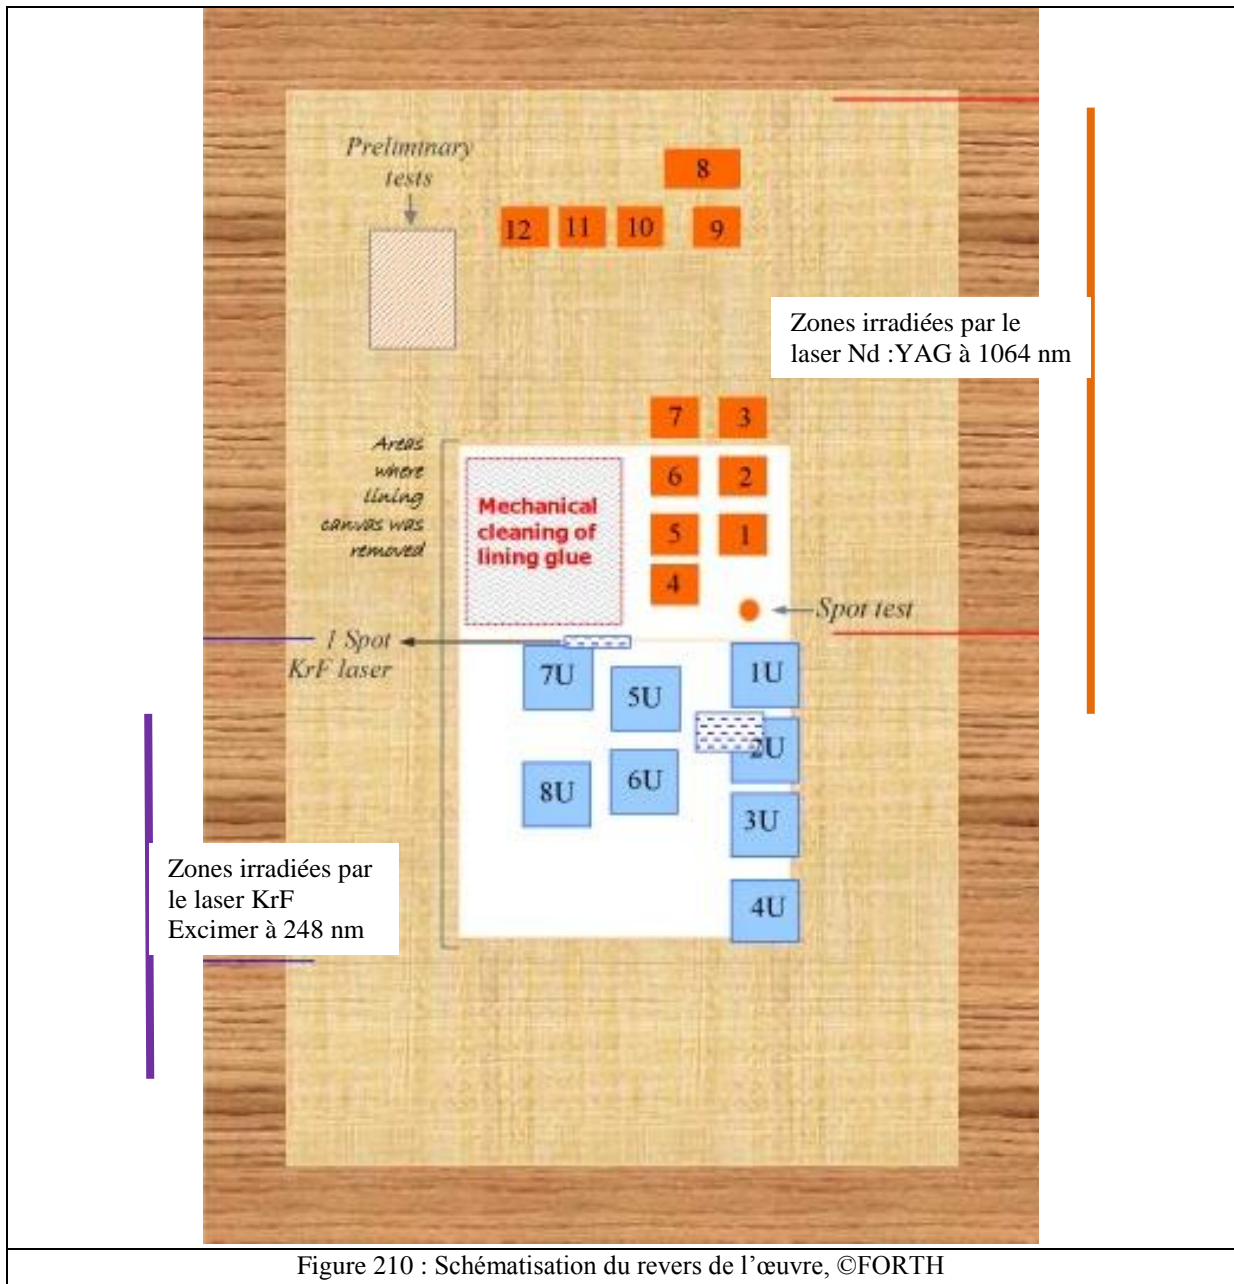 Preliminary
tests
8
12
11
10
9
Zones irradiées par le
laser Nd :YAG à 1064 nm
7
3
Areas
where
lining
canvas was
removed
6
2
Mechanical
cleaning of
lining glue
5
1
4
Spot test
1 Spot
KrF laser
7U
5U
1U
2U
8U
6U
3U
4U
Zones irradiées par
le laser KrF
Excimer à 248 nm
Figure 210 : Schématisation du revers de l’œuvre, ©FORTH